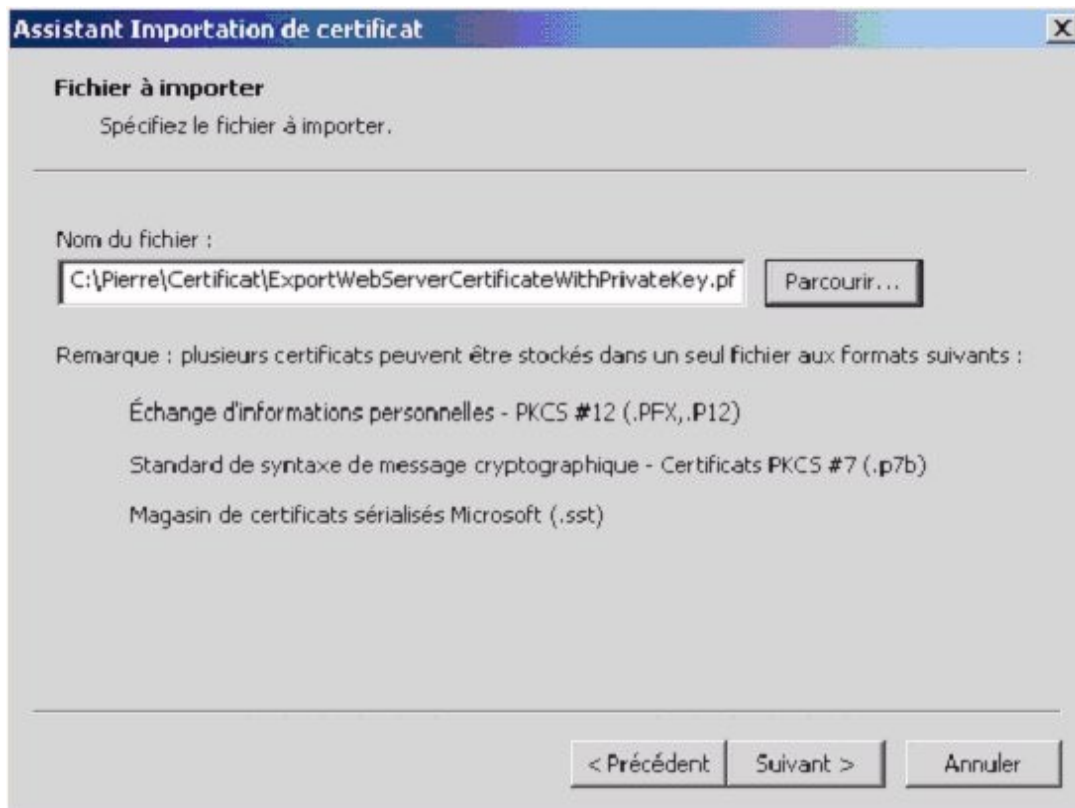 Assistant Importation de certificat
Fichier à importer
Spécifiez le fichier à importer.
Nom du fichier :
C:\Pierre\Certificat\ExportWebServerCertificateWithPrivateKey.pf
Parcourir...
Remarque : plusieurs certificats peuvent être stockés dans un seul fichier aux formats suivants :
Échange d'informations personnelles - PKCS #12 (.PFX,.P12)
Standard de syntaxe de message cryptographique - Certificats PKCS #7 (.p7b)
Magasin de certificats sérialisés Microsoft (.sst)
< Précédent Suivant > Annuler